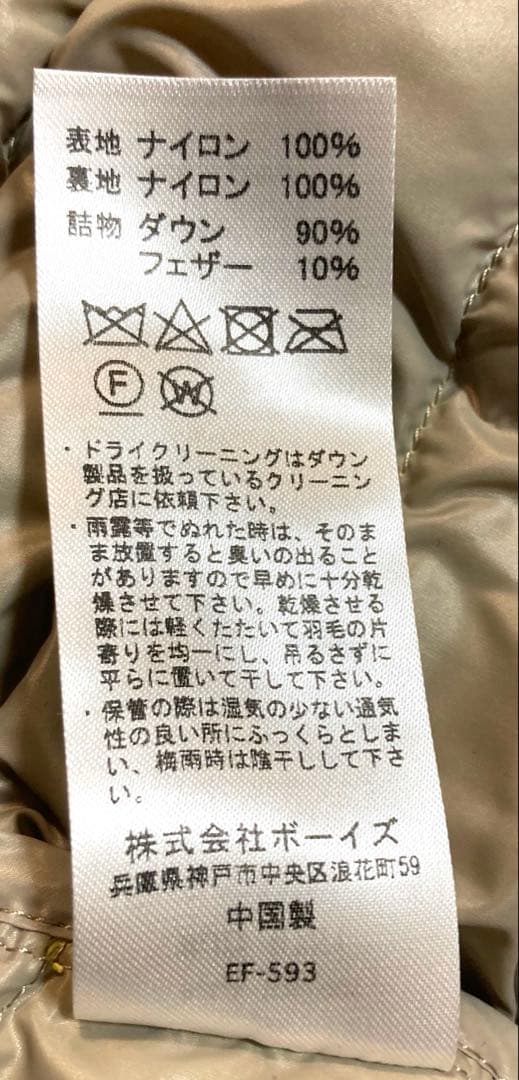 表地 ナイロン 100%
裏地 ナイロン 100%
詰物 ダウン 90%
フェザー 10%
F W
・ドライクリーニングはダウン
製品を扱っているクリーニン
グ店に依頼下さい。
・雨露等でぬれた時は、そのま
ま放置すると臭いの出ること
がありますので早めに十分乾
燥させて下さい。乾燥させる
際には軽くたたいて羽毛の片
寄りを均一にし、吊るさずに
平らに置いて干して下さい。
・保管の際は湿気の少ない通気
性の良い所にふっくらとしま
い、梅雨時は陰干しして下さ
い。
株式会社ボーイズ
兵庫県神戸市中央区浪花町59
中国製
EF-593